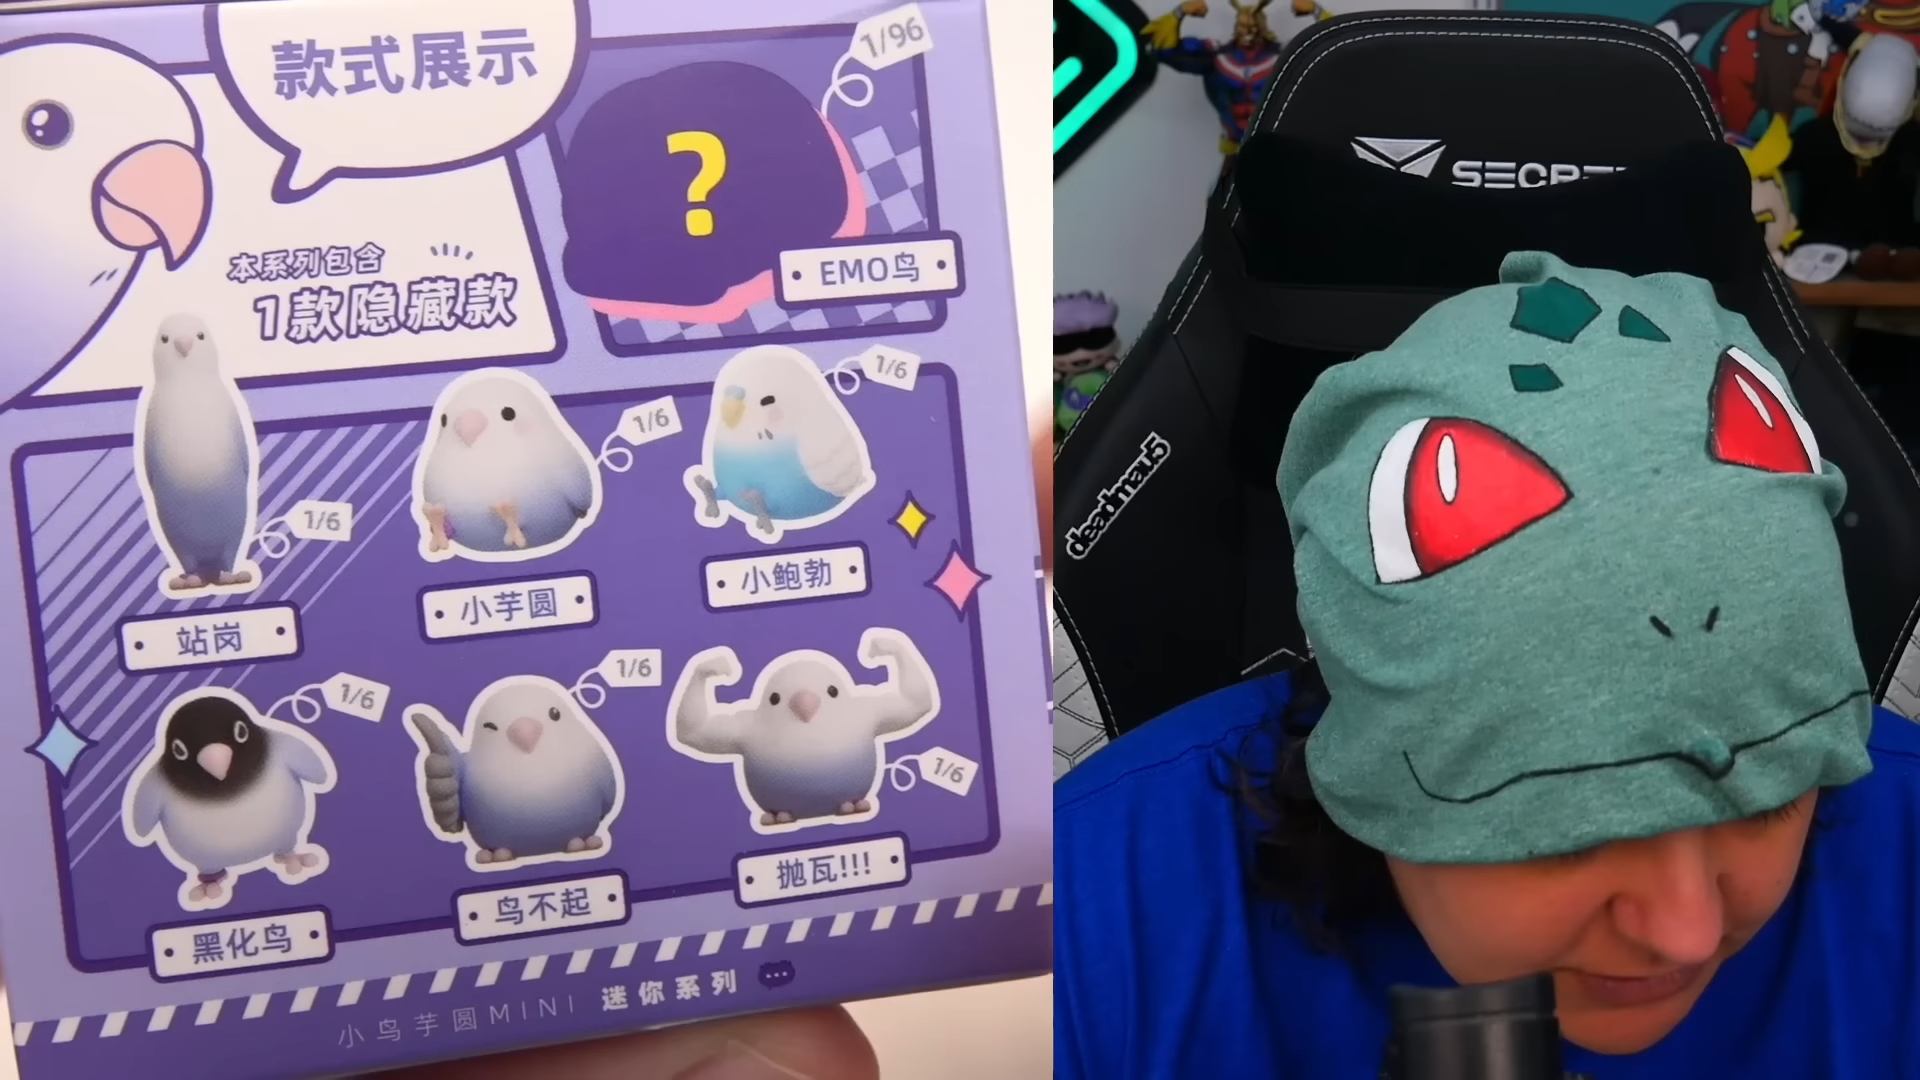 款式展示
1/96
本系列包含
1款隐藏款
EMO鸟
1/6
1/6
1/6
站岗
小芋圆
小鲍勃
1/6
1/6
1/6
黑化鸟
鸟不起
抛瓦!!!
小鸟芋圆MINI 迷你系列
deadmau5